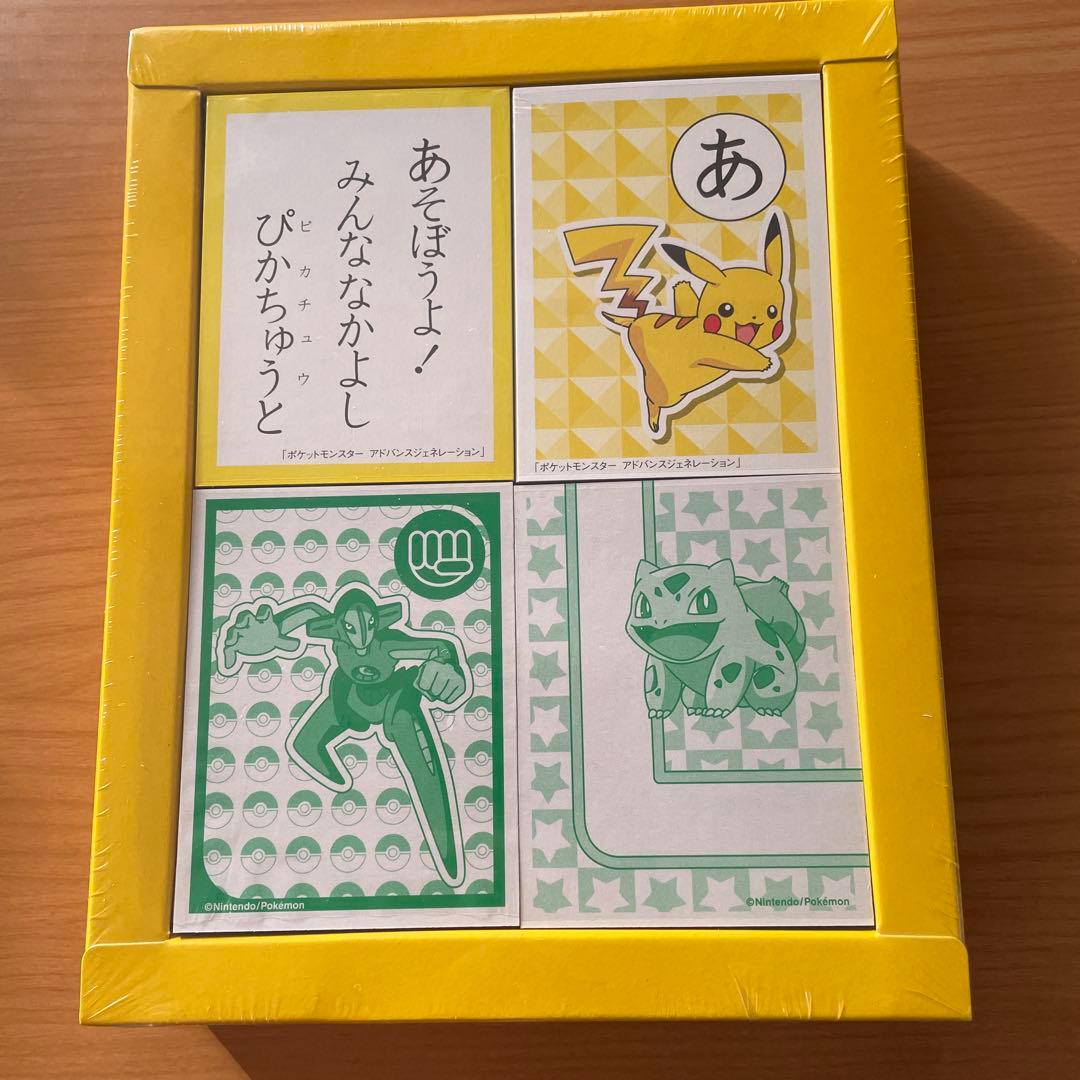 あそぼうよ！
みんななかよし
ぴかちゅうと
ピカチュウ
「ポケットモンスター アドバンスジェネレーション」
あ
「ポケットモンスター アドバンスジェネレーション」
©Nintendo/Pokémon
©Nintendo/Pokémon